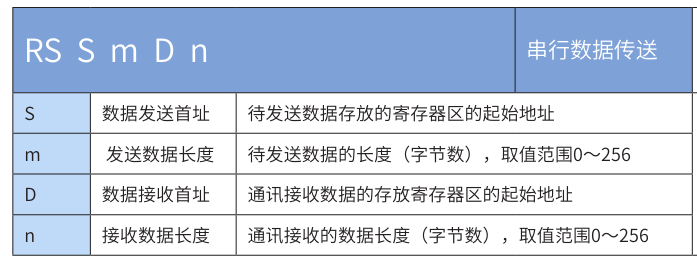 RS S m D n 串行数据传送
S 数据发送首址 待发送数据存放的寄存器区的起始地址
m 发送数据长度 待发送数据的长度（字节数），取值范围0～256
D 数据接收首址 通讯接收数据的存放寄存器区的起始地址
n 接收数据长度 通讯接收的数据长度（字节数），取值范围0～256